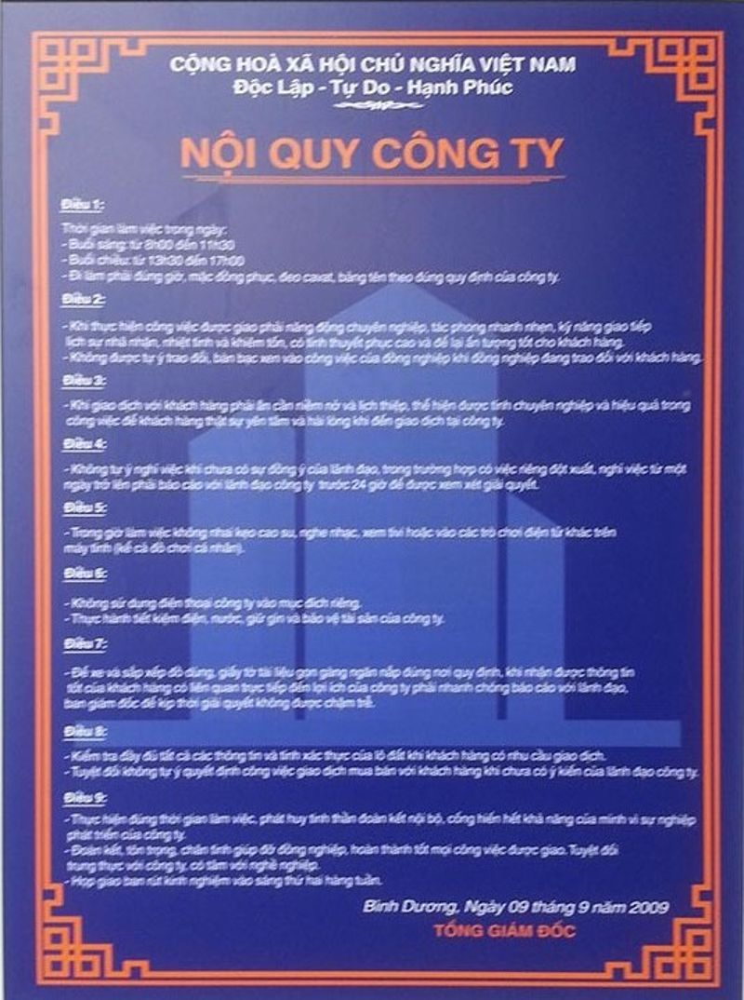 CỘNG HOÀ XÃ HỘI CHỦ NGHĨA VIỆT NAM
Độc Lập - Tự Do - Hạnh Phúc
NỘI QUY CÔNG TY
Điều 1:
Thời gian làm việc trong ngày:
- Buổi sáng: từ 8h00 đến 11h30
- Buổi chiều: từ 13h30 đến 17h00
- Đi làm phải đúng giờ, mặc đồng phục, đeo cavat, bảng tên theo đúng quy định của công ty.
Điều 2:
- Khi thực hiện công việc được giao phải năng động chuyên nghiệp, tác phong nhanh nhẹn, kỹ năng giao tiếp
lịch sự nhã nhặn, nhiệt tình và khiêm tốn, có tính thuyết phục cao và để lại ấn tượng tốt cho khách hàng.
- Không được tự ý trao đổi, bàn bạc xen vào công việc của đồng nghiệp khi đồng nghiệp đang trao đổi với khách hàng.
Điều 3:
- Khi giao dịch với khách hàng phải ân cần niềm nở và lịch thiệp, thể hiện được tính chuyên nghiệp và hiệu quả trong
công việc để khách hàng thật sự yên tâm và hài lòng khi đến giao dịch tại công ty.
Điều 4:
- Không tự ý nghỉ việc khi chưa có sự đồng ý của lãnh đạo, trong trường hợp có việc riêng đột xuất, nghỉ việc từ một
ngày trở lên phải báo cáo với lãnh đạo công ty trước 24 giờ để được xem xét giải quyết.
Điều 5:
- Trong giờ làm việc không nhai kẹo cao su, nghe nhạc, xem tivi hoặc vào các trò chơi điện tử khác trên
máy tính (kể cả đồ chơi cá nhân).
Điều 6:
- Không sử dụng điện thoại công ty vào mục đích riêng.
- Thực hành tiết kiệm điện, nước, giữ gìn và bảo vệ tài sản của công ty.
Điều 7:
- Để xe và sắp xếp đồ dùng, giấy tờ tài liệu gọn gàng ngăn nắp đúng nơi quy định, khi nhận được thông tin
tốt của khách hàng có liên quan trực tiếp đến lợi ích của công ty phải nhanh chóng báo cáo với lãnh đạo,
ban giám đốc để kịp thời giải quyết không được chậm trễ.
Điều 8:
- Kiểm tra đầy đủ tất cả các thông tin và tính xác thực của lô đất khi khách hàng có nhu cầu giao dịch.
- Tuyệt đối không tự ý quyết định công việc giao dịch mua bán với khách hàng khi chưa có ý kiến của lãnh đạo công ty.
Điều 9:
- Thực hiện đúng thời gian làm việc, phát huy tinh thần đoàn kết nội bộ, cống hiến hết khả năng của mình vì sự nghiệp
phát triển của công ty.
- Đoàn kết, tôn trọng, chân tình giúp đỡ đồng nghiệp, hoàn thành tốt mọi công việc được giao. Tuyệt đối
trung thực với công ty, có tâm với nghề nghiệp.
- Họp giao ban rút kinh nghiệm vào sáng thứ hai hàng tuần.
Bình Dương, Ngày 09 tháng 9 năm 2009
TỔNG GIÁM ĐỐC